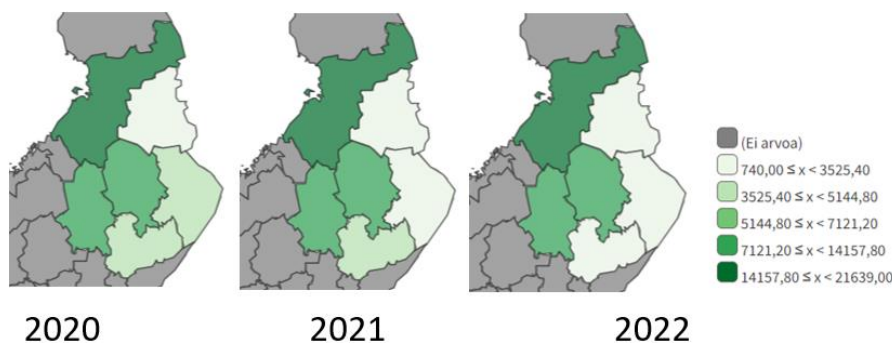 (Ei arvoa)
740,00 ≤ x < 3525,40
3525,40 ≤ x < 5144,80
5144,80 ≤ x < 7121,20
7121,20 ≤ x < 14157,80
14157,80 ≤ x < 21639,00
2020 2021 2022